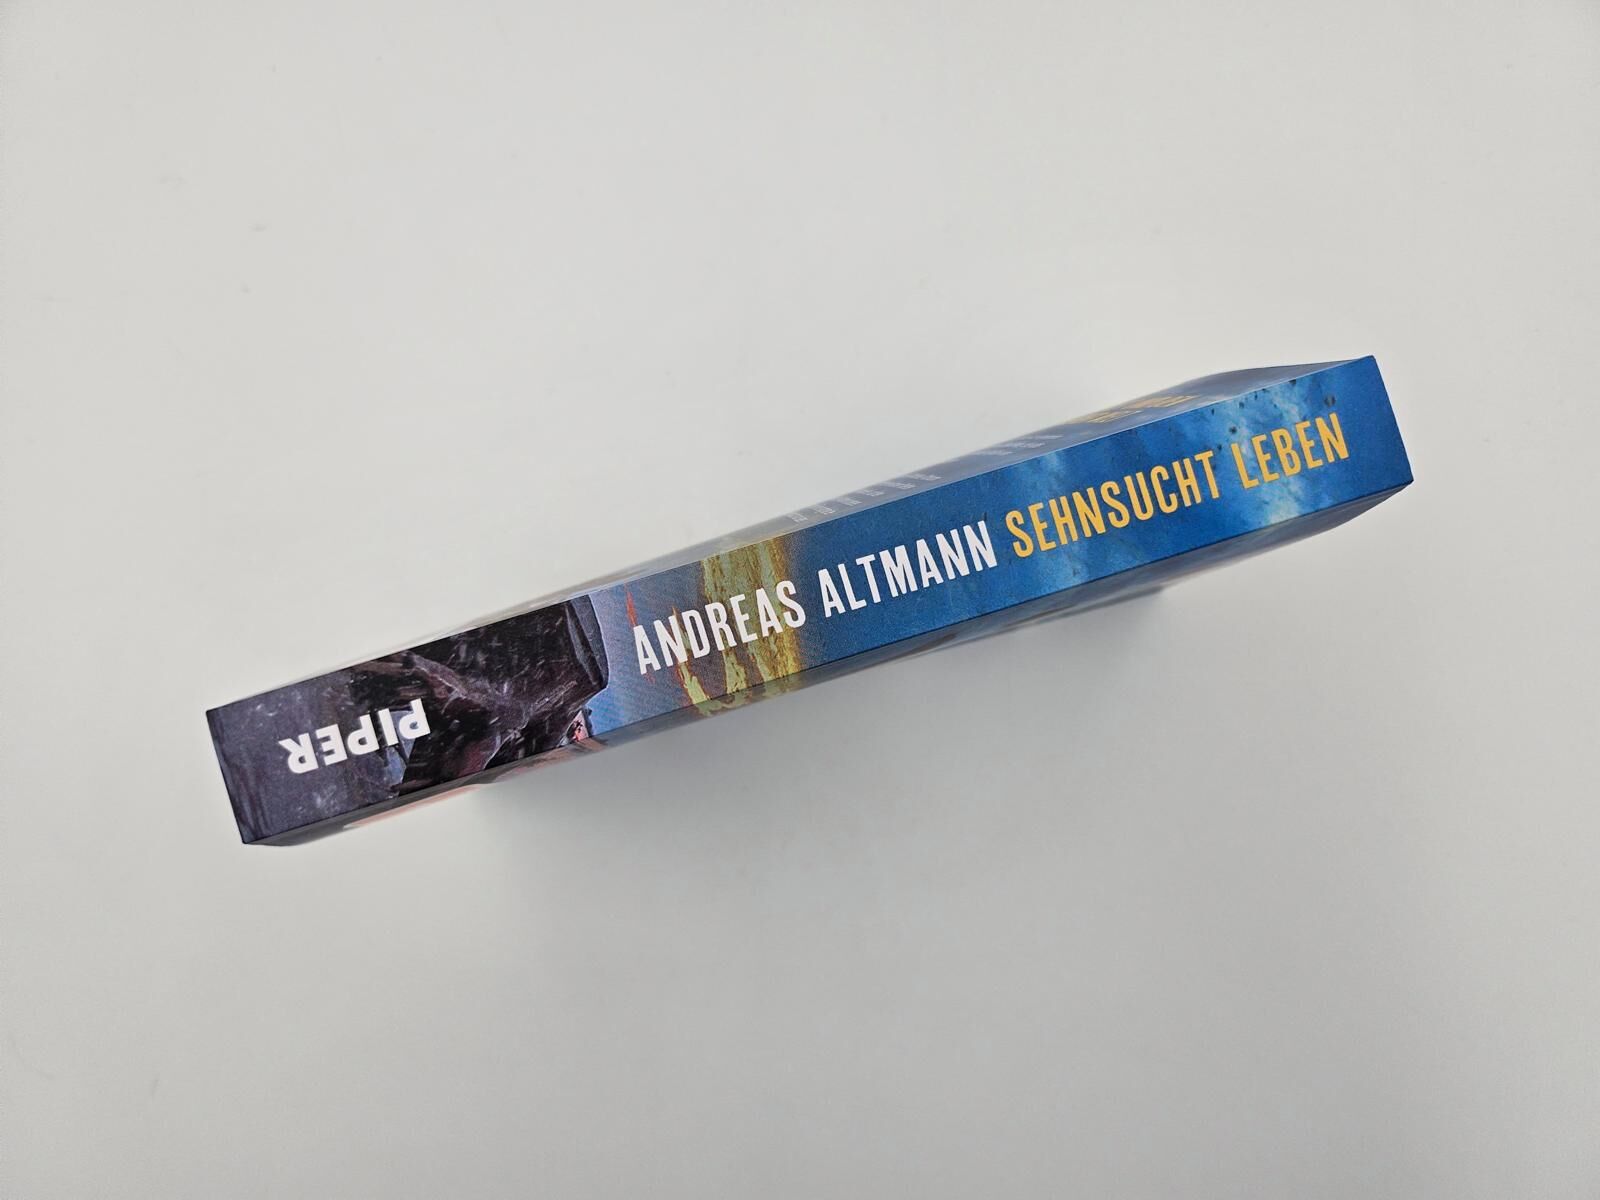 ANDREAS ALTMANN SEHNSUCHT LEBEN
PIPER